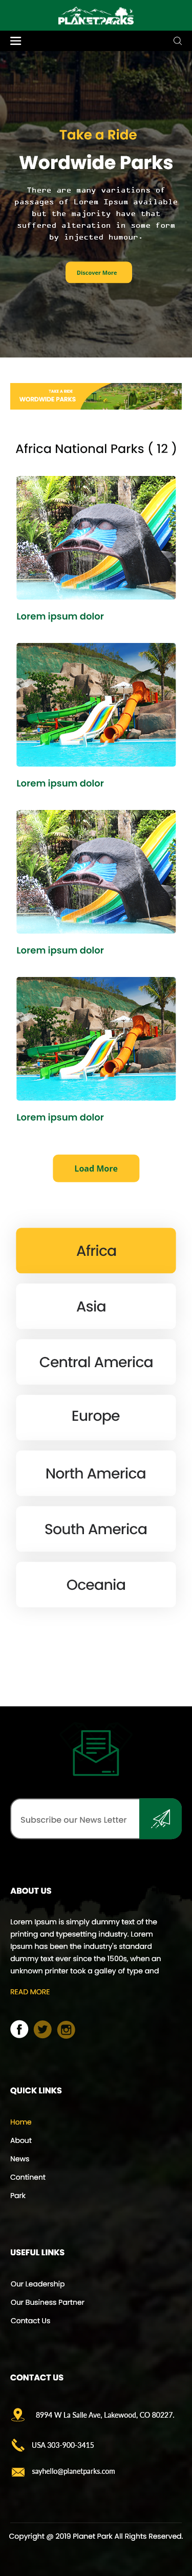 PLANETPARKS
Take a Ride
Wordwide Parks
There are many variations of
passages of Lorem Ipsum available
but the majority have that
suffered alteration in some form
by injected humour.
Discover More
TAKE A RIDE
WORDWIDE PARKS
Africa National Parks ( 12 )
Lorem ipsum dolor
Lorem ipsum dolor
Lorem ipsum dolor
Lorem ipsum dolor
Load More
Africa
Asia
Central America
Europe
North America
South America
Oceania
Subscribe our News Letter
ABOUT US
Lorem Ipsum is simply dummy text of the
printing and typesetting industry. Lorem
Ipsum has been the industry's standard
dummy text ever since the 1500s, when an
unknown printer took a galley of type and
READ MORE
QUICK LINKS
Home
About
News
Continent
Park
USEFUL LINKS
Our Leadership
Our Business Partner
Contact Us
CONTACT US
8994 W La Salle Ave, Lakewood, CO 80227.
USA 303-900-3415
sayhello@planetparks.com
Copyright @ 2019 Planet Park All Rights Reserved.